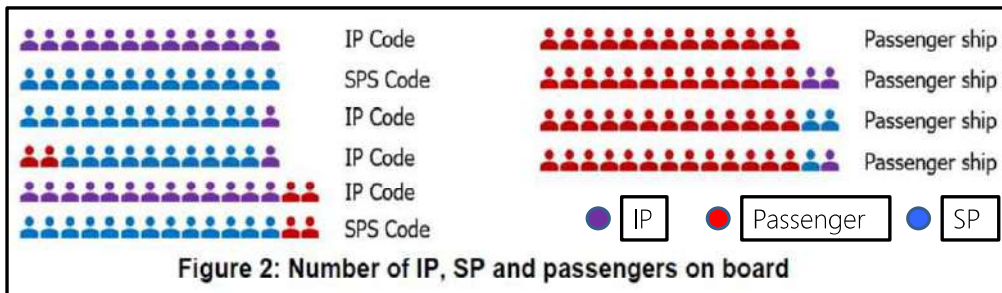 IP Code
SPS Code
IP Code
IP Code
IP Code
SPS Code
Passenger ship
Passenger ship
Passenger ship
Passenger ship
IP
Passenger
SP
Figure 2: Number of IP, SP and passengers on board